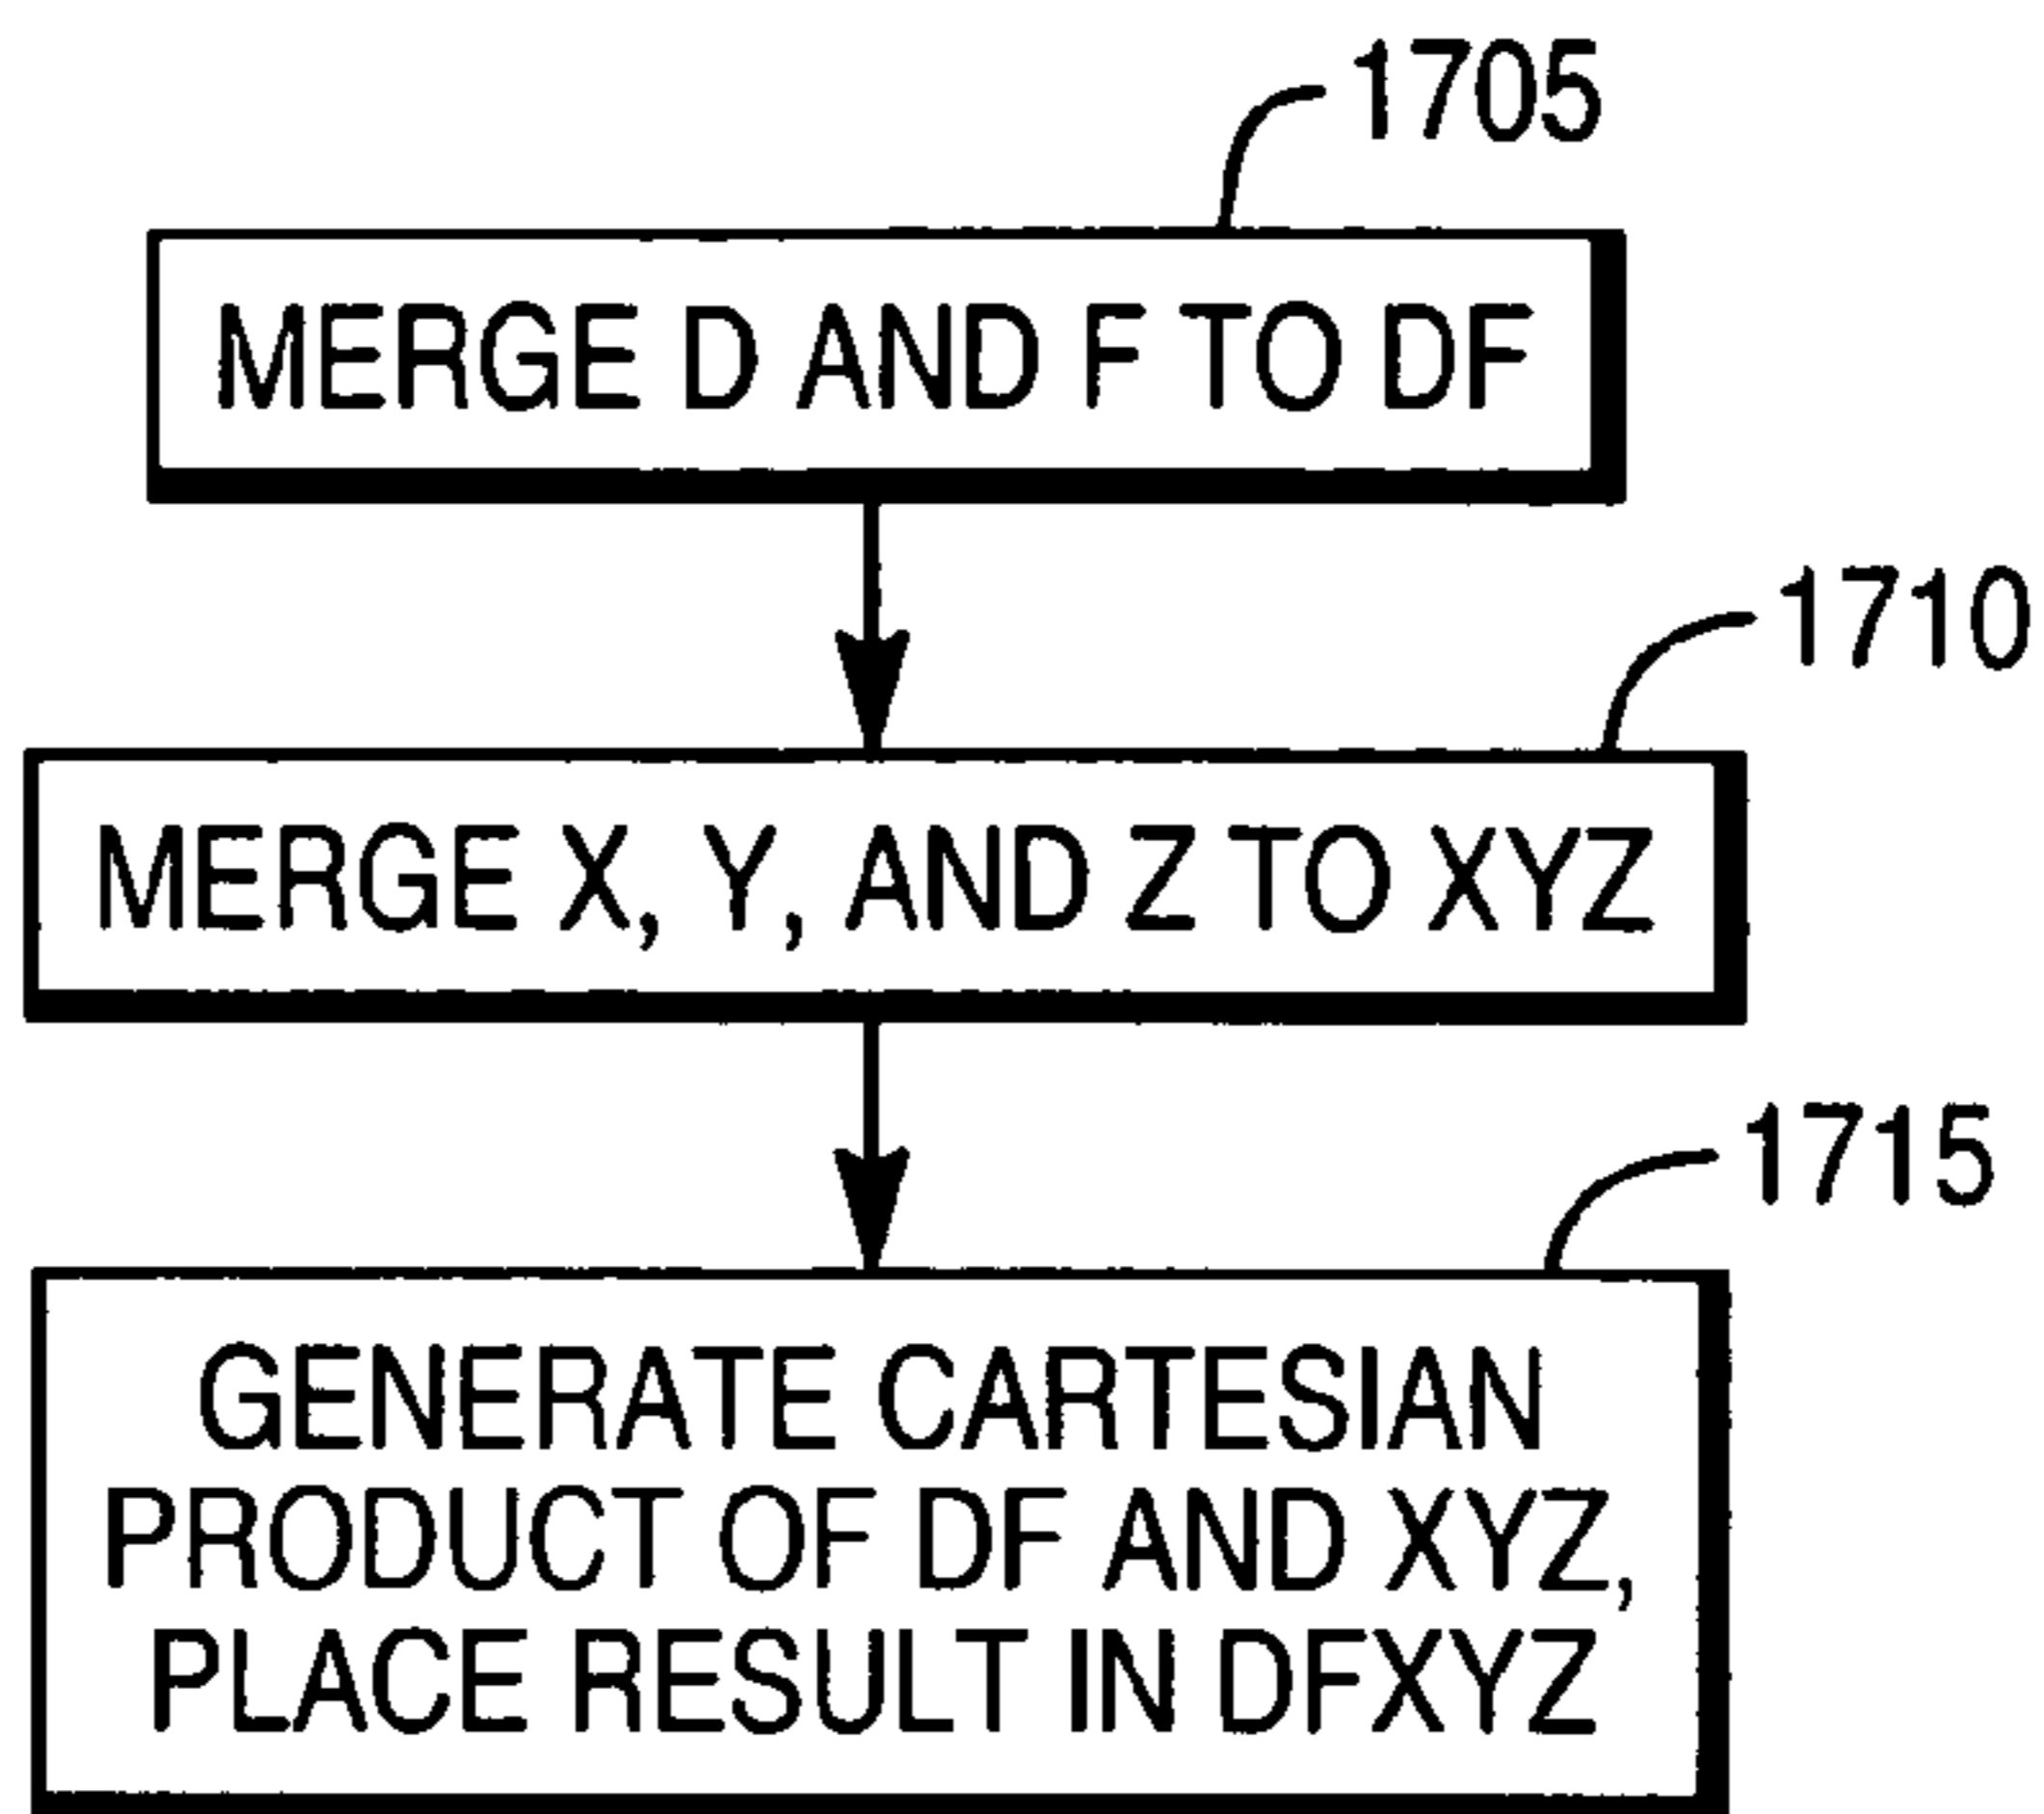 1705
MERGE D AND F TO DF
1710
MERGE X, Y, AND Z TO XYZ
1715
GENERATE CARTESIAN
PRODUCT OF DF AND XYZ,
PLACE RESULT IN DFXYZ